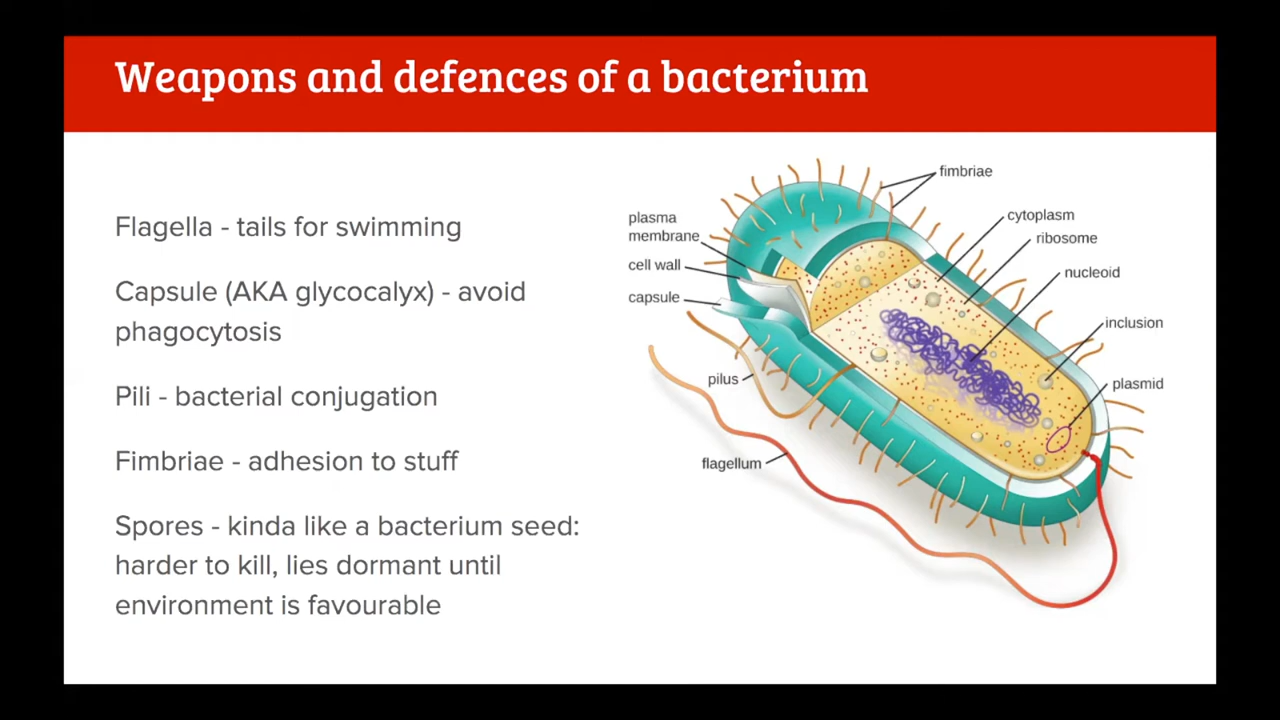 Weapons and defences of a bacterium
Flagella - tails for swimming
Capsule (AKA glycocalyx) - avoid
phagocytosis
Pili - bacterial conjugation
Fimbriae - adhesion to stuff
Spores - kinda like a bacterium seed:
harder to kill, lies dormant until
environment is favourable
fimbriae
plasma
membrane
cytoplasm
ribosome
cell wall
nucleoid
capsule
inclusion
pilus
plasmid
flagellum